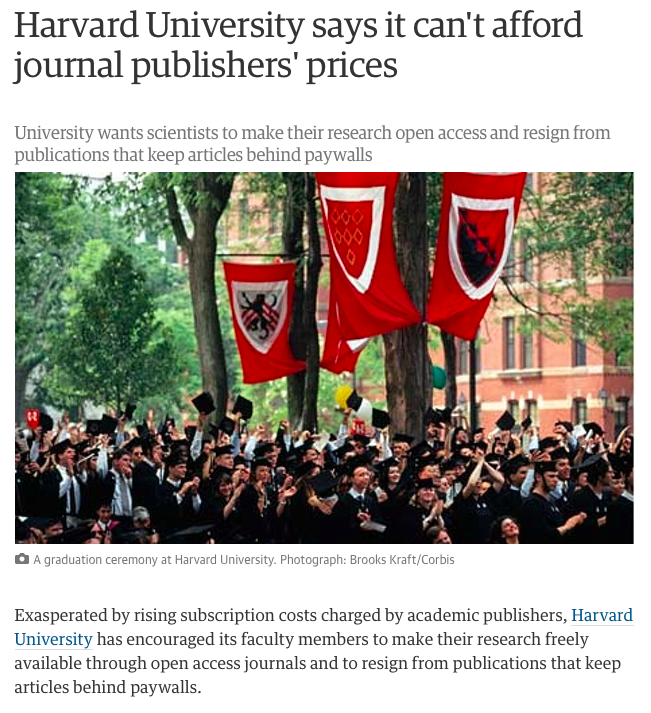 Harvard University says it can't afford
journal publishers' prices
University wants scientists to make their research open access and resign from
publications that keep articles behind paywalls
A graduation ceremony at Harvard University. Photograph: Brooks Kraft/Corbis
Exasperated by rising subscription costs charged by academic publishers, Harvard
University has encouraged its faculty members to make their research freely
available through open access journals and to resign from publications that keep
articles behind paywalls.